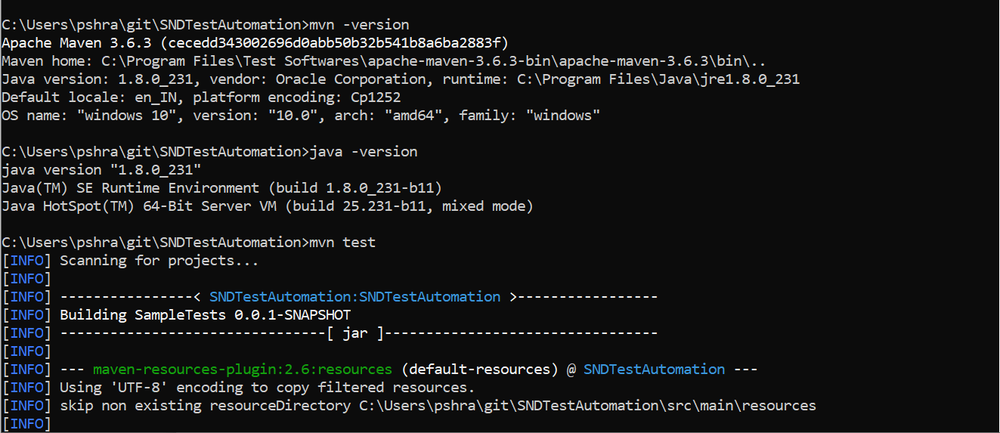 C:\Users\pshra\git\SNDTestAutomation>mvn -version
Apache Maven 3.6.3 (cecedd343002696d0abb50b32b541b8a6ba2883f)
Maven home: C:\Program Files\Test Softwares\apache-maven-3.6.3-bin\apache-maven-3.6.3\bin\..
Java version: 1.8.0_231, vendor: Oracle Corporation, runtime: C:\Program Files\Java\jre1.8.0_231
Default locale: en_IN, platform encoding: Cp1252
OS name: "windows 10", version: "10.0", arch: "amd64", family: "windows"
C:\Users\pshra\git\SNDTestAutomation>java -version
java version "1.8.0_231"
Java(TM) SE Runtime Environment (build 1.8.0_231-b11)
Java HotSpot(TM) 64-Bit Server VM (build 25.231-b11, mixed mode)
C:\Users\pshra\git\SNDTestAutomation>mvn test
[INFO] Scanning for projects...
[INFO]
[INFO] ----------------< SNDTestAutomation:SNDTestAutomation >-----------------
[INFO] Building SampleTests 0.0.1-SNAPSHOT
[INFO] --------------------------------[ jar ]---------------------------------
[INFO]
[INFO] --- maven-resources-plugin:2.6:resources (default-resources) @ SNDTestAutomation ---
[INFO] Using 'UTF-8' encoding to copy filtered resources.
[INFO] skip non existing resourceDirectory C:\Users\pshra\git\SNDTestAutomation\src\main\resources
[INFO]